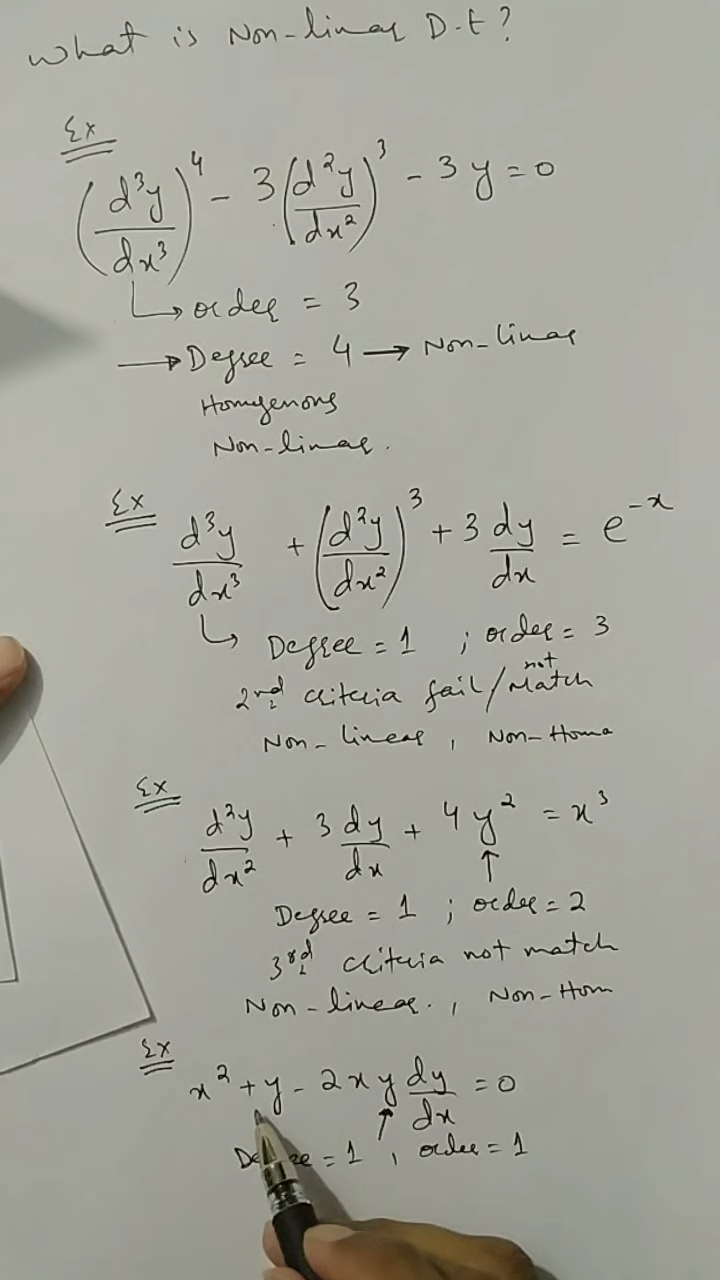 What is Non-linear D.E?
Ex
(d³y/dx³)⁴ - 3(d²y/dx²)³ - 3y = 0
↳ order = 3
→ Degree = 4 → Non-linear
Homogenous
Non-linear.
Ex
d³y/dx³ + (d²y/dx²)³ + 3 dy/dx = e^-x
↳ Degree = 1 ; order = 3
2nd criteria fail/not Match
Non-linear, Non-Homo
Ex
d²y/dx² + 3 dy/dx + 4y² = x³
↑
Degree = 1 ; order = 2
3rd criteria not match
Non-linear., Non-Hom
Ex
x² + y - 2xy dy/dx = 0
↑
= 1, order = 1